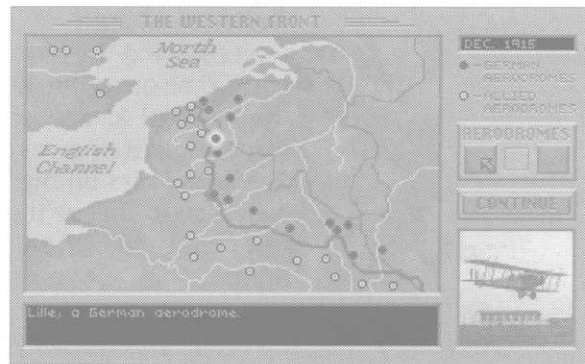 THE WESTERN FRONT
North
Sea
English
Channel
DEC. 1915
- GERMAN
AERODROMES
- ALLIED
AERODROMES
AERODROMES
CONTINUE
Lille, a German aerodrome.